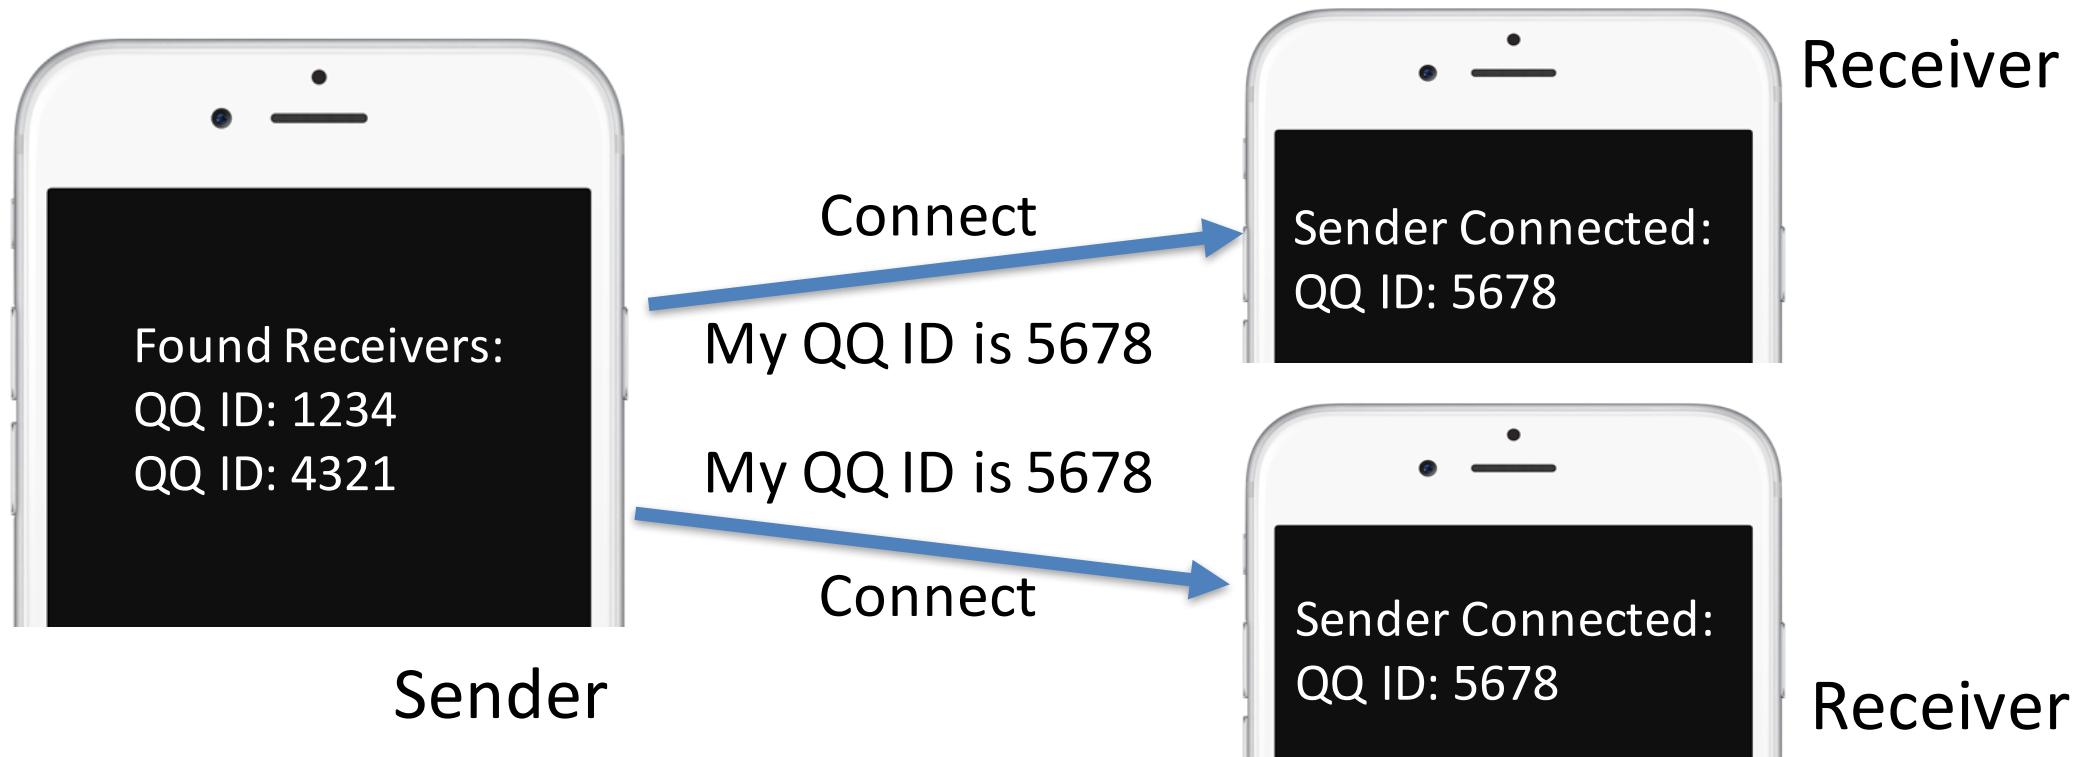 Receiver
Connect
Sender Connected:
QQ ID: 5678
My QQ ID is 5678
Found Receivers:
QQ ID: 1234
QQ ID: 4321
My QQ ID is 5678
Connect
Sender Connected:
QQ ID: 5678
Sender
Receiver